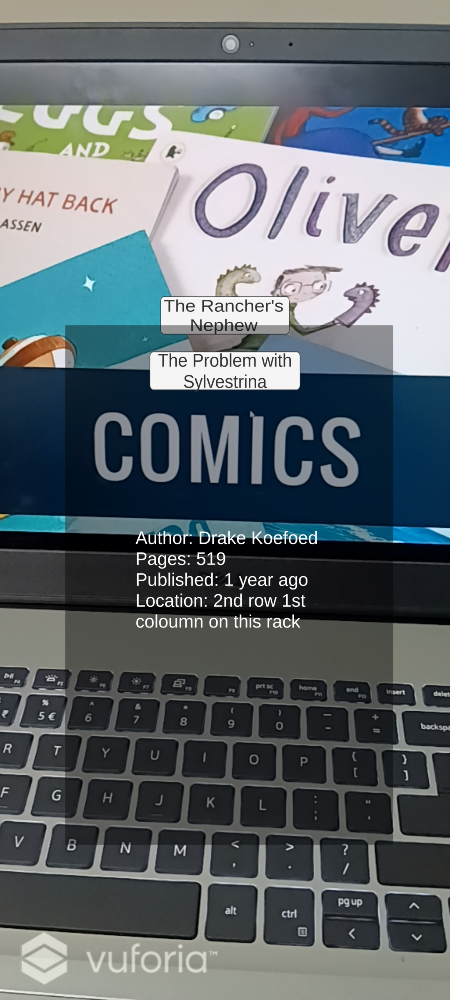 EGGS
AND
Y HAT BACK
ASSEN
Olive
The Rancher's
Nephew
The Problem with
Sylvestrina
COMICS
Author: Drake Koefoed
Pages: 519
Published: 1 year ago
Location: 2nd row 1st
coloumn on this rack
F4 F5 F6 F7 F8 F9 prt sc F10 home F11 end F12 insert delet
₹ % 5 € ^ 6 & 7 * 8 ( 9 ) 0 — - + = backspa
R T Y U I O P { [ } ]
F G H J K L : ; " '
V B N M < , > . ? /
alt ctrl pg up
vuforia™